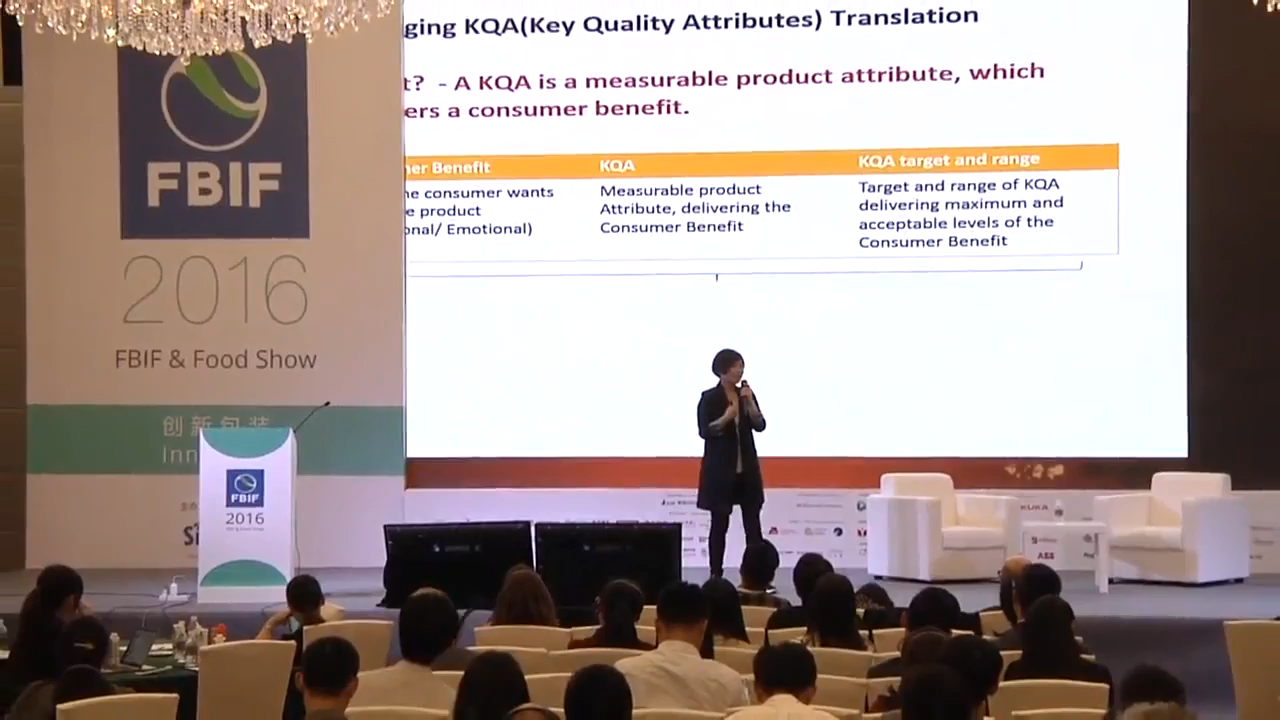 FBIF
2016
FBIF & Food Show
创新包装
Inn
FBIF
2016
ging KQA(Key Quality Attributes) Translation
t? - A KQA is a measurable product attribute, which
ers a consumer benefit.
er Benefit
KQA
KQA target and range
e consumer wants
e product
onal/ Emotional)
Measurable product
Attribute, delivering the
Consumer Benefit
Target and range of KQA
delivering maximum and
acceptable levels of the
Consumer Benefit
KUKA
ABB